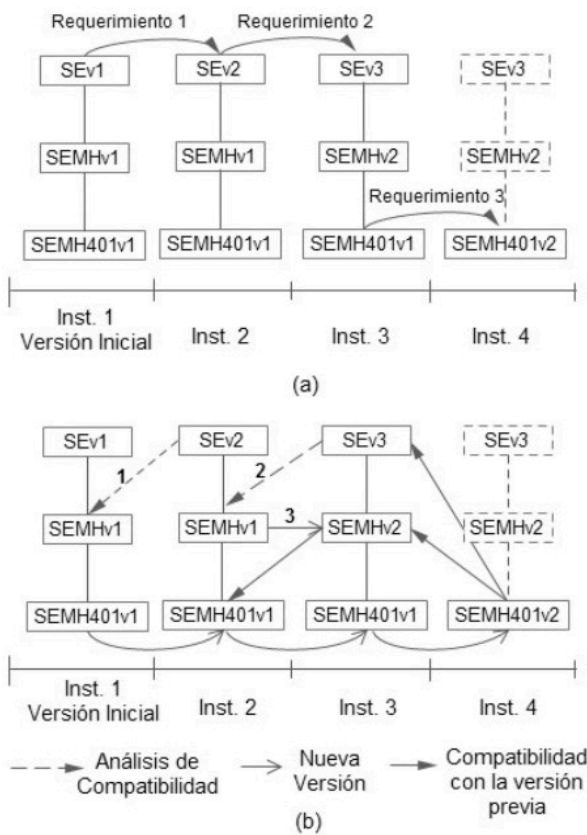 Requerimiento 1
Requerimiento 2
SEv1
SEv2
SEv3
SEv3
SEMHv1
SEMHv1
SEMHv2
SEMHv2
Requerimiento 3
SEMH401v1
SEMH401v1
SEMH401v1
SEMH401v2
Inst. 1
Versión Inicial
Inst. 2
Inst. 3
Inst. 4
(a)
SEv1
SEv2
SEv3
SEv3
1
2
SEMHv1
SEMHv1
3
SEMHv2
SEMHv2
SEMH401v1
SEMH401v1
SEMH401v1
SEMH401v2
Inst. 1
Versión Inicial
Inst. 2
Inst. 3
Inst. 4
Análisis de
Compatibilidad
Nueva
Versión
Compatibilidad
con la versión
previa
(b)